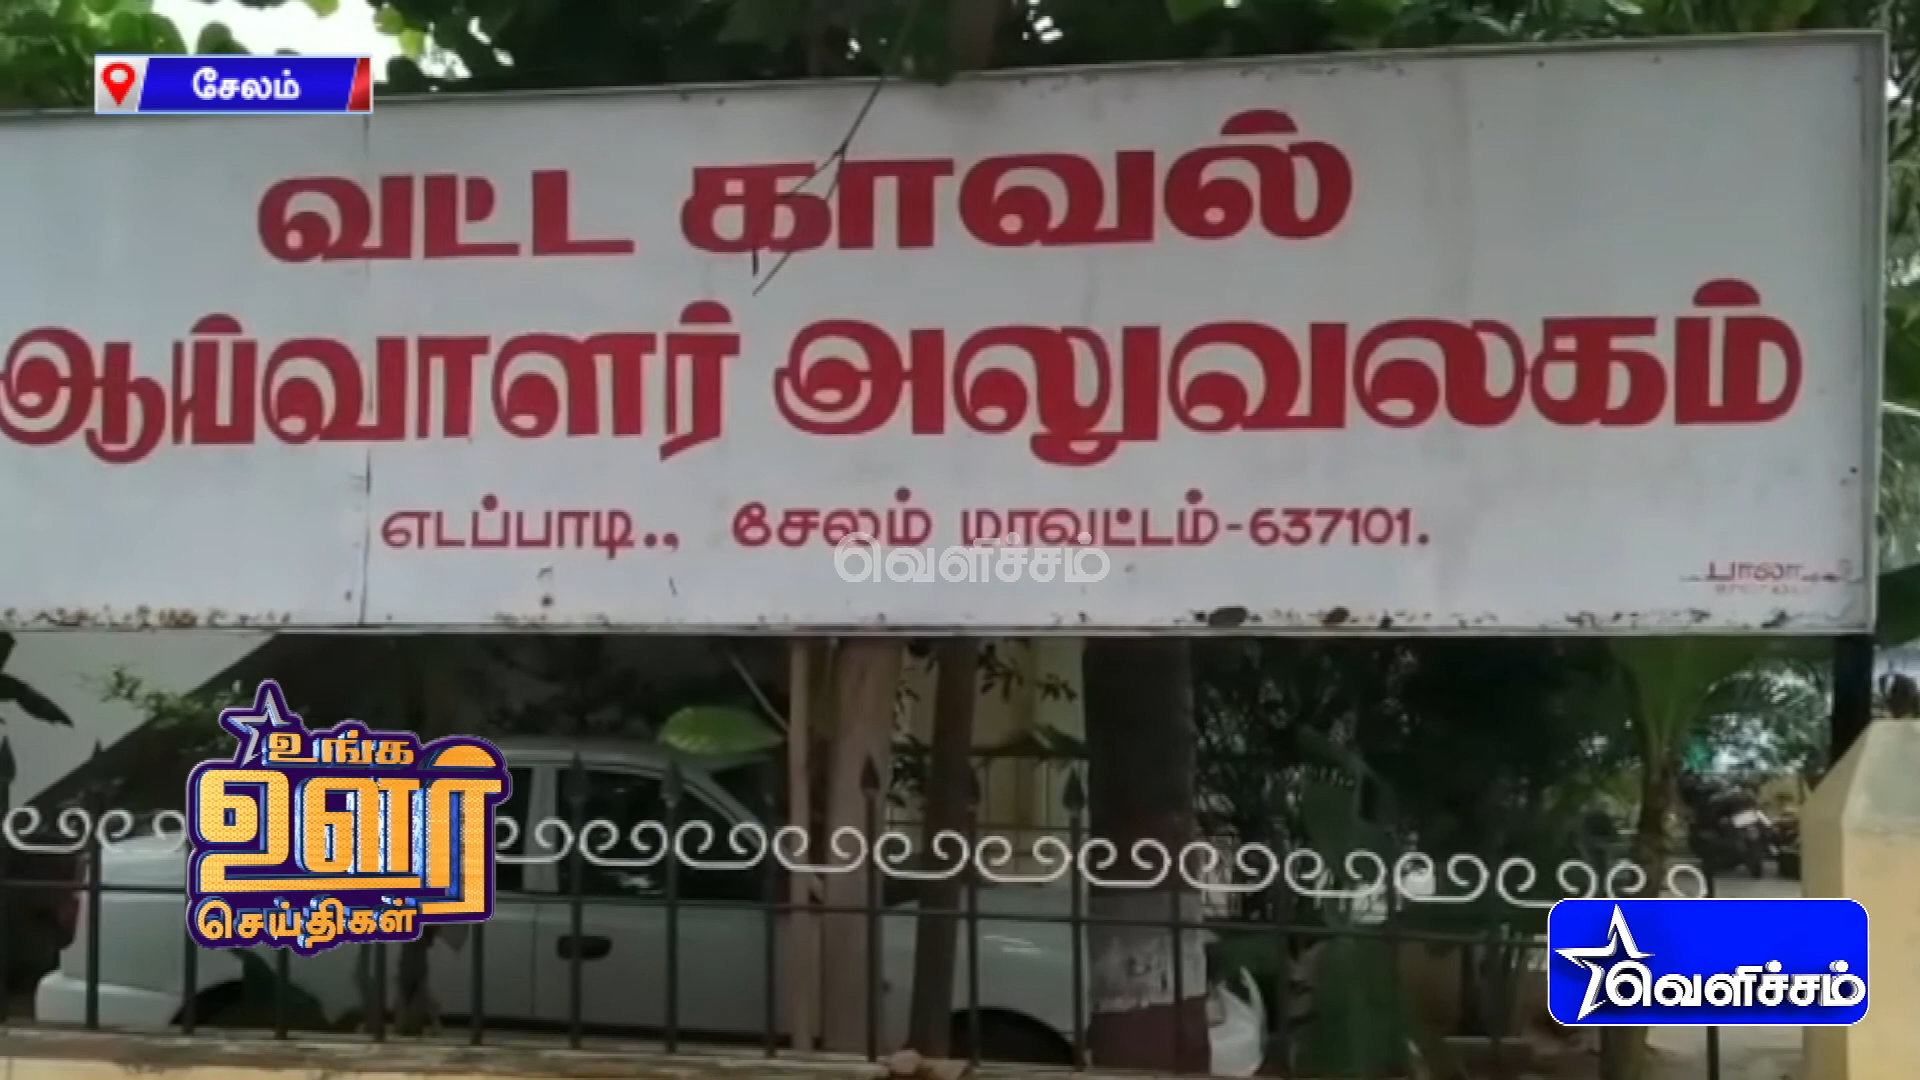 சேலம்
வட்ட காவல்
ஆய்வாளர் அலுவலகம்
எடப்பாடி., சேலம் மாவட்டம்-637101.
வெளிச்சம்
பாலா
உங்க
ஊர்
செய்திகள்
வெளிச்சம்